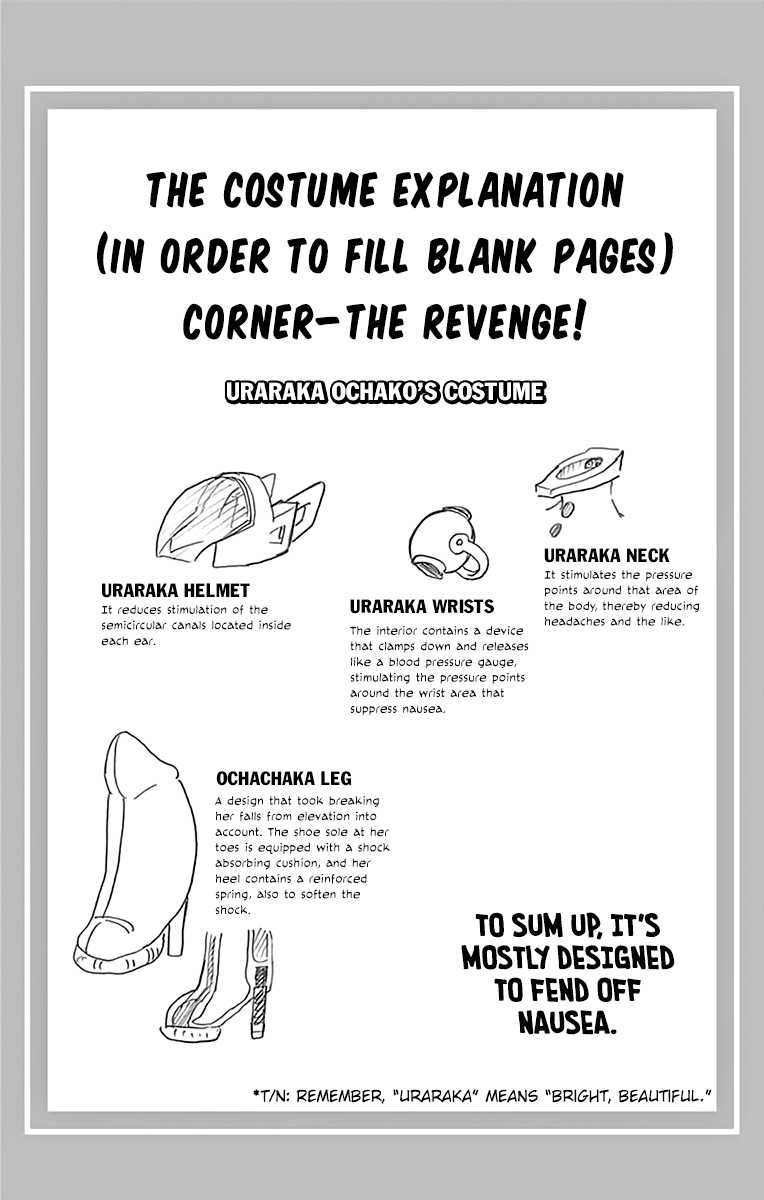 THE COSTUME EXPLANATION
(IN ORDER TO FILL BLANK PAGES)
CORNER-THE REVENGE!
URARAKA OCHAKO'S COSTUME
URARAKA HELMET
It reduces stimulation of the
semicircular canals located inside
each ear.
URARAKA WRISTS
The interior contains a device
that clamps down and releases
like a blood pressure gauge,
stimulating the pressure points
around the wrist area that
suppress nausea.
URARAKA NECK
It stimulates the pressure
points around that area of
the body, thereby reducing
headaches and the like.
OCHACHAKA LEG
A design that took breaking
her falls from elevation into
account. The shoe sole at her
toes is equipped with a shock
absorbing cushion, and her
heel contains a reinforced
spring, also to soften the
shock.
TO SUM UP, IT'S
MOSTLY DESIGNED
TO FEND OFF
NAUSEA.
*T/N: REMEMBER, "URARAKA" MEANS "BRIGHT, BEAUTIFUL."